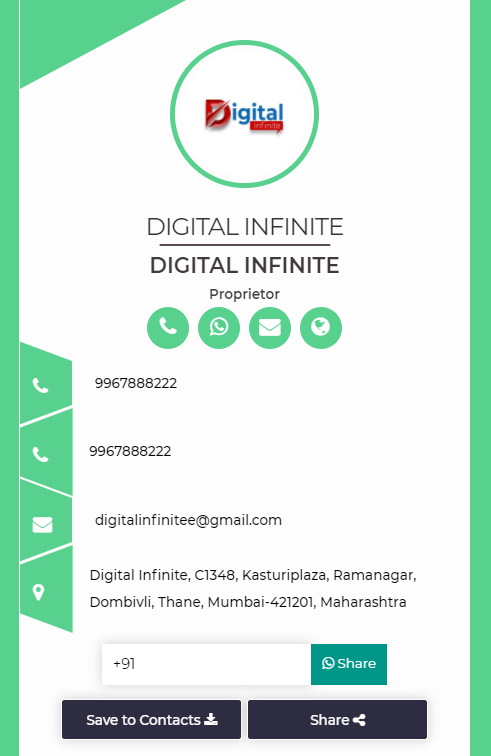 Digital
infinite
DIGITAL INFINITE
DIGITAL INFINITE
Proprietor
9967888222
9967888222
digitalinfinitee@gmail.com
Digital Infinite, C1348, Kasturiplaza, Ramanagar,
Dombivli, Thane, Mumbai-421201, Maharashtra
+91 Share
Save to Contacts Share